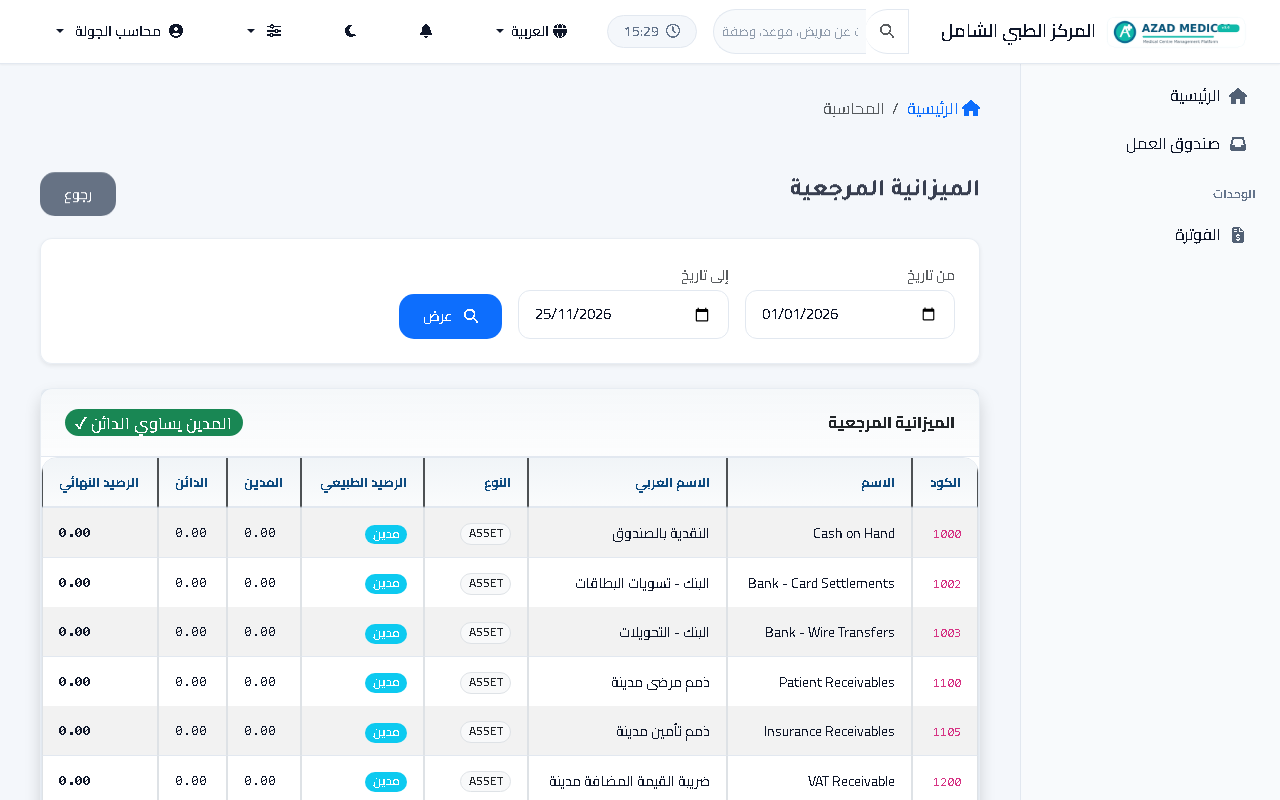 AZAD MEDIC
Medical Centre Management Platform
المركز الطبي الشامل
ث عن مريض، موعد، وصفة
15:29
العربية
محاسب الجولة
الرئيسية
صندوق العمل
الوحدات
الفوترة
الرئيسية / المحاسبة
الميزانية المرجعية
رجوع
من تاريخ
01/01/2026
إلى تاريخ
25/11/2026
عرض
الميزانية المرجعية
المدين يساوي الدائن ✓
الكود الاسم الاسم العربي النوع الرصيد الطبيعي المدين الدائن الرصيد النهائي
1000 Cash on Hand النقدية بالصندوق ASSET مدين 0.00 0.00 0.00
1002 Bank - Card Settlements البنك - تسويات البطاقات ASSET مدين 0.00 0.00 0.00
1003 Bank - Wire Transfers البنك - التحويلات ASSET مدين 0.00 0.00 0.00
1100 Patient Receivables ذمم مرضى مدينة ASSET مدين 0.00 0.00 0.00
1105 Insurance Receivables ذمم تأمين مدينة ASSET مدين 0.00 0.00 0.00
1200 VAT Receivable ضريبة القيمة المضافة مدينة ASSET مدين 0.00 0.00 0.00